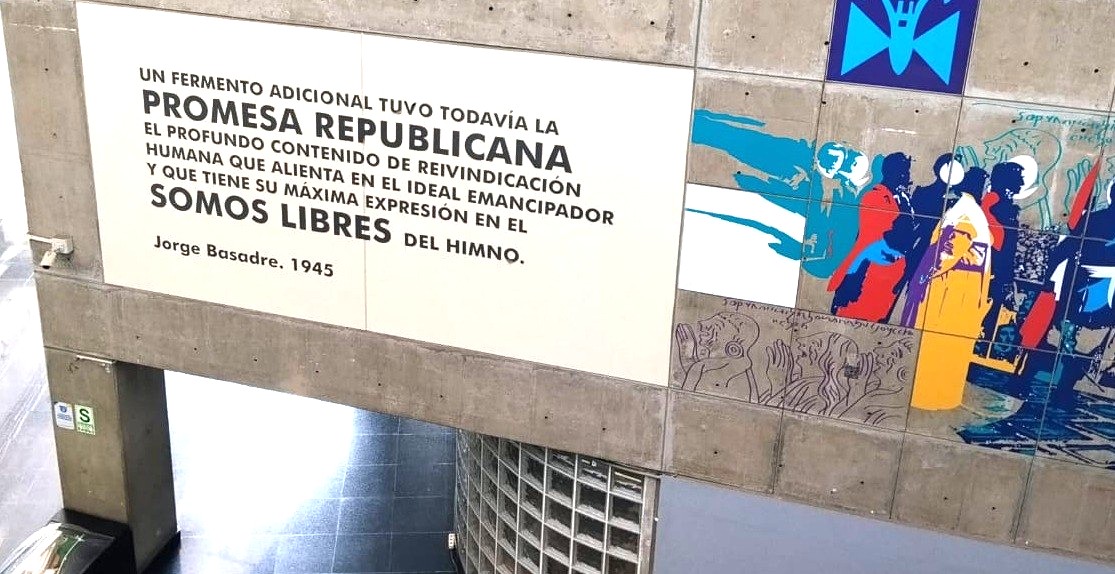 UN FERMENTO ADICIONAL TUVO TODAVÍA LA
PROMESA REPUBLICANA
EL PROFUNDO CONTENIDO DE REIVINDICACIÓN
HUMANA QUE ALIENTA EN EL IDEAL EMANCIPADOR
Y QUE TIENE SU MÁXIMA EXPRESIÓN EN EL
SOMOS LIBRES DEL HIMNO.
Jorge Basadre. 1945
S